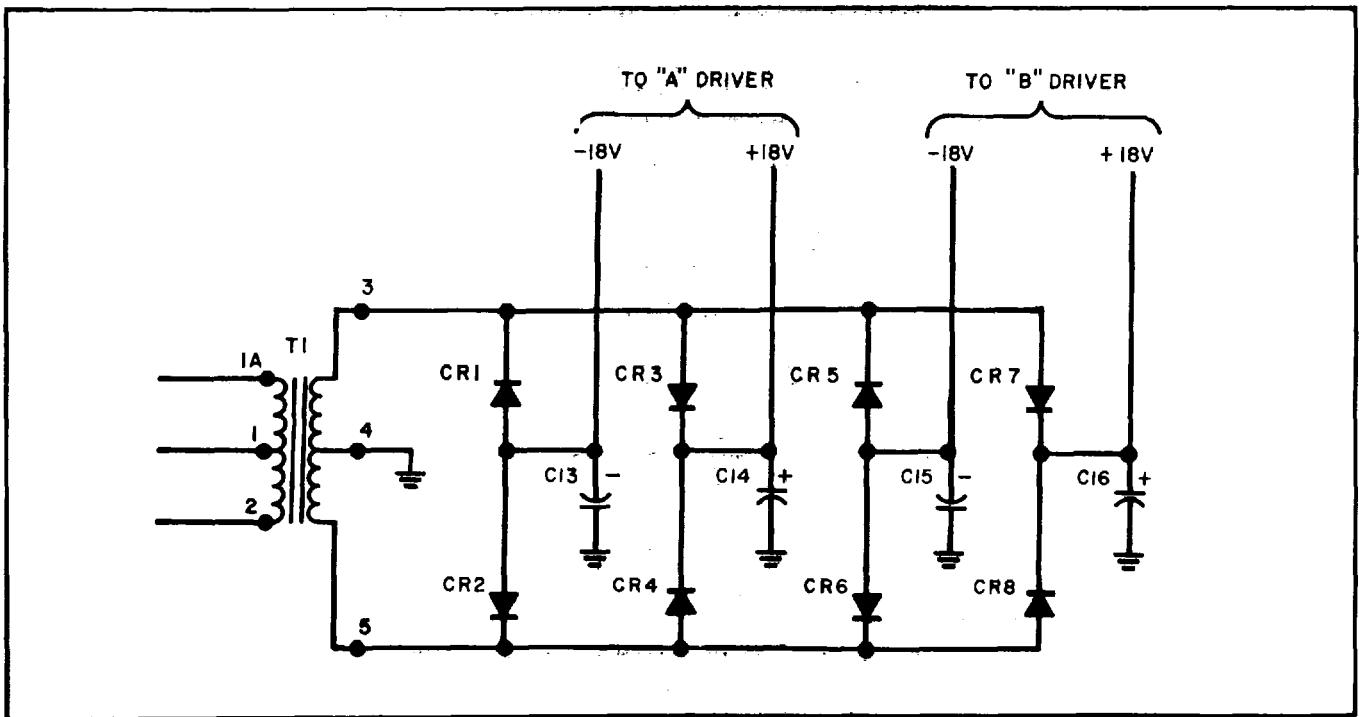 TO "A" DRIVER
TO "B" DRIVER
-18V
+18V
-18V
+18V
3
T1
1A
CR1
CR3
CR5
CR7
1
4
C13 -
C14 +
C15 -
C16 +
2
CR2
CR4
CR6
CR8
5